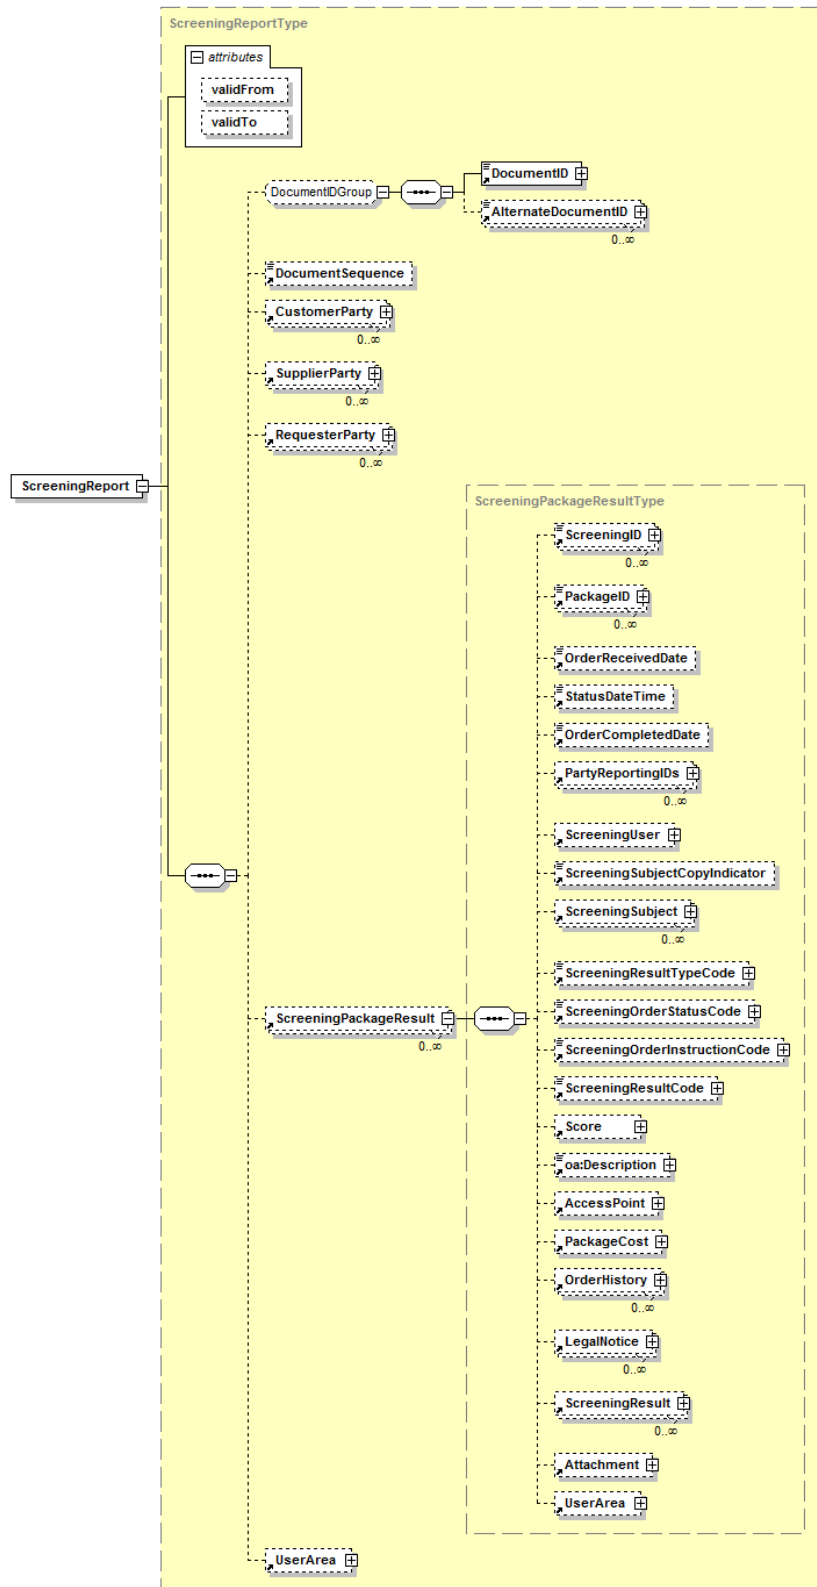 ScreeningReportType
attributes
validFrom
validTo
DocumentIDGroup
DocumentID
AlternateDocumentID
0..∞
DocumentSequence
CustomerParty
0..∞
SupplierParty
0..∞
RequesterParty
0..∞
ScreeningReport
ScreeningPackageResultType
ScreeningID
0..∞
PackageID
0..∞
OrderReceivedDate
StatusDateTime
OrderCompletedDate
PartyReportingIDs
0..∞
ScreeningUser
ScreeningSubjectCopyIndicator
ScreeningSubject
0..∞
ScreeningResultTypeCode
ScreeningPackageResult
0..∞
ScreeningOrderStatusCode
ScreeningOrderInstructionCode
ScreeningResultCode
Score
oa:Description
AccessPoint
PackageCost
OrderHistory
0..∞
LegalNotice
0..∞
ScreeningResult
0..∞
Attachment
UserArea
UserArea